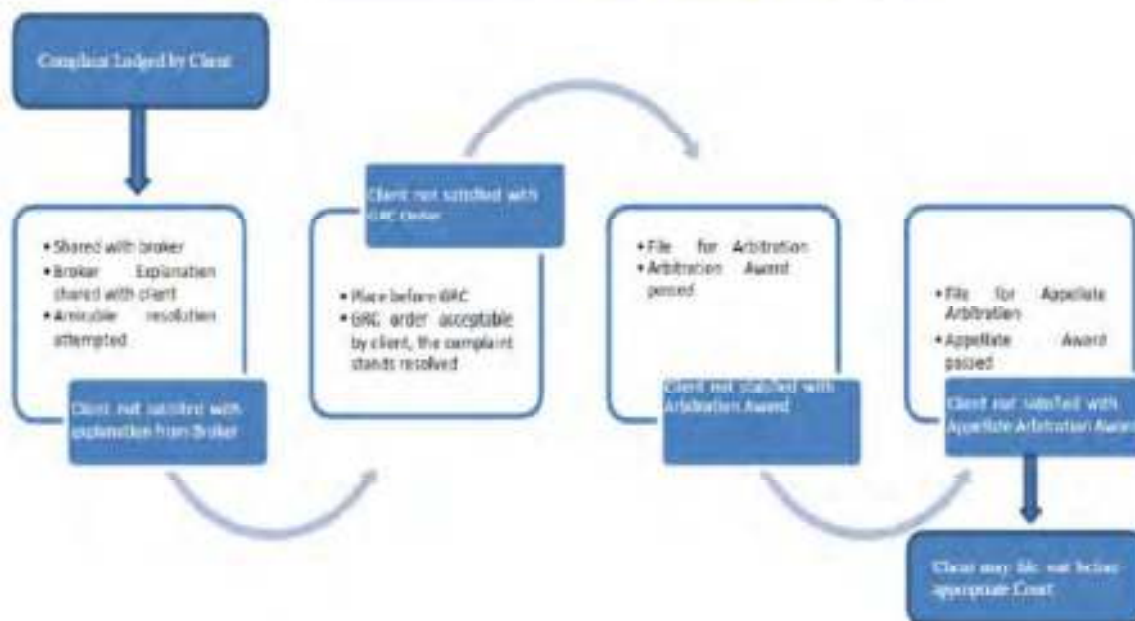 Complaint Lodged by Client
• Shared with broker
• Broker Explanation
shared with client
• Amicable resolution
attempted
Client not satisfied with
explanation from Broker
Client not satisfied with
GRC Order
• Place before GRC
• GRC order acceptable
by client, the complaint
stands resolved
• File for Arbitration
• Arbitration Award
passed
Client not statisfied with
Arbitration Award
• File for Appellate
Arbitration
• Appellate Award
passed
Client not satisfied with
Appellate Arbitration Award
Client may file suit before
appropriate Court